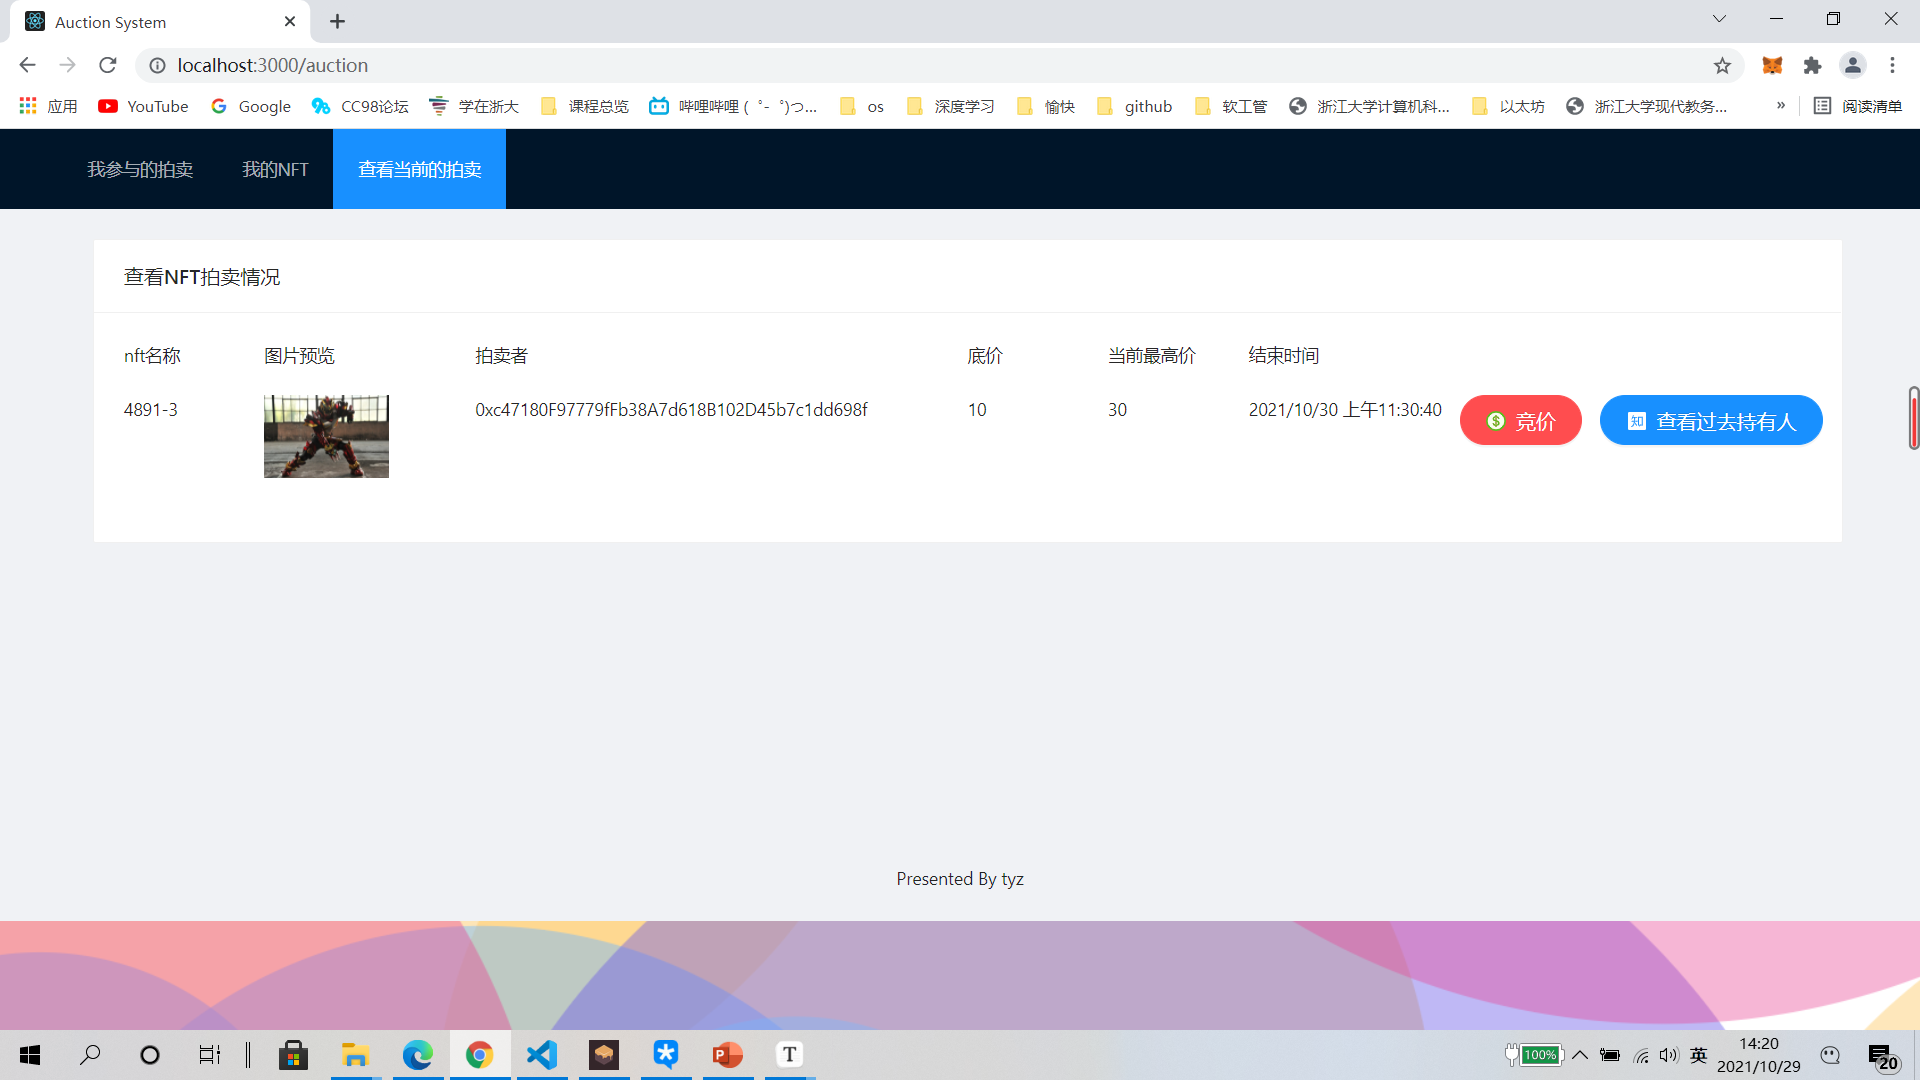 Auction System
localhost:3000/auction
应用 YouTube Google CC98论坛 学在浙大 课程总览 哔哩哔哩 (゜-゜)つ... os 深度学习 愉快 github 软工管 浙江大学计算机科... 以太坊 浙江大学现代教务... » 阅读清单
我参与的拍卖 我的NFT 查看当前的拍卖
查看NFT拍卖情况
nft名称 图片预览 拍卖者 底价 当前最高价 结束时间
4891-3 0xc47180F97779fFb38A7d618B102D45b7c1dd698f 10 30 2021/10/30 上午11:30:40 $ 竞价 知 查看过去持有人
Presented By tyz
P T 100% 英 14:20
2021/10/29 20